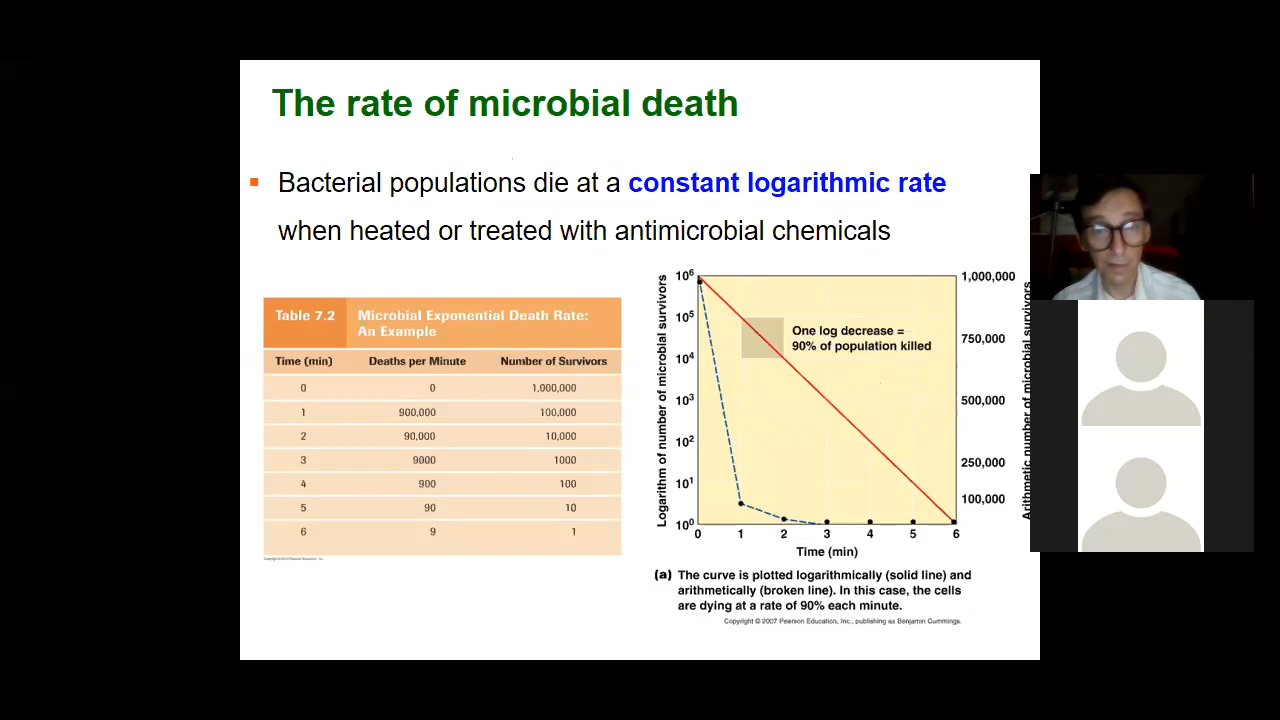 The rate of microbial death
Bacterial populations die at a constant logarithmic rate
when heated or treated with antimicrobial chemicals
Table 7.2 Microbial Exponential Death Rate:
An Example
Time (min) Deaths per Minute Number of Survivors
0 0 1,000,000
1 900,000 100,000
2 90,000 10,000
3 9000 1000
4 900 100
5 90 10
6 9 1
Logarithm of number of microbial survivors
10⁶
10⁵
10⁴
10³
10²
10¹
10⁰
One log decrease =
90% of population killed
1,000,000
750,000
500,000
250,000
100,000
Arithmetic number of microbial survivors
0 1 2 3 4 5 6
Time (min)
(a) The curve is plotted logarithmically (solid line) and
arithmetically (broken line). In this case, the cells
are dying at a rate of 90% each minute.
Copyright © 2007 Pearson Education, Inc., publishing as Benjamin Cummings.